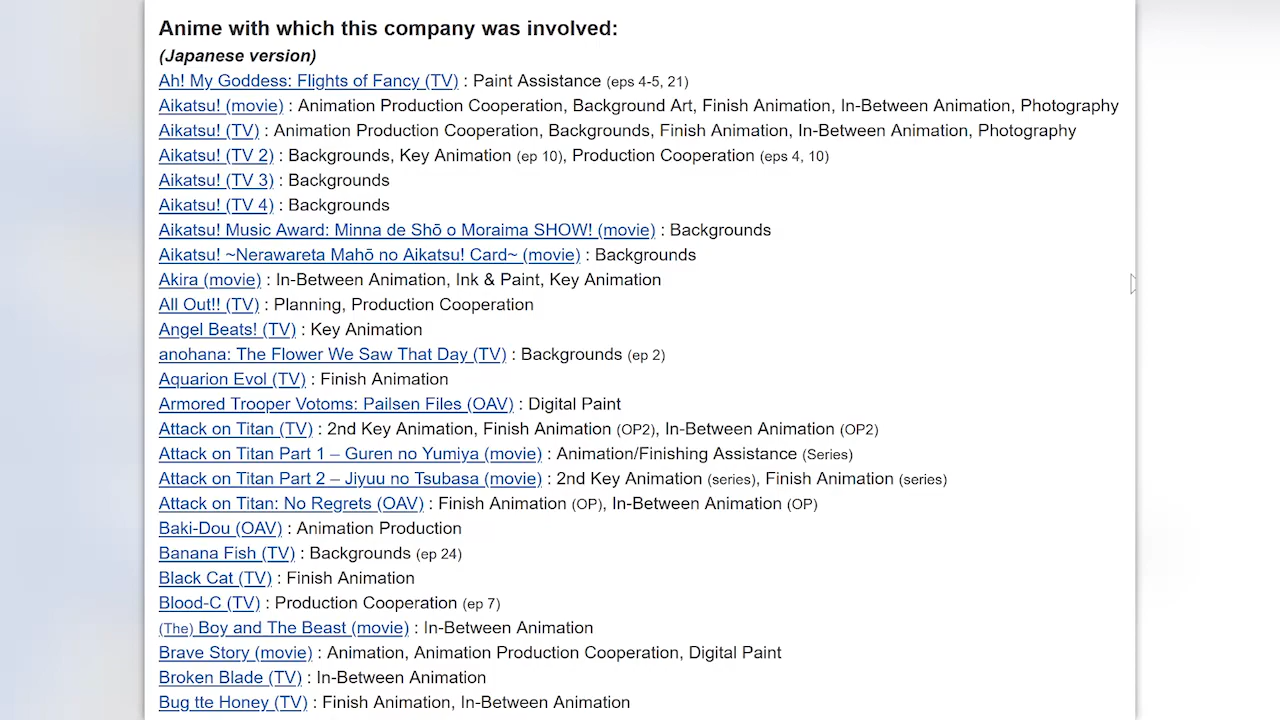 Anime with which this company was involved:
(Japanese version)
Ah! My Goddess: Flights of Fancy (TV) : Paint Assistance (eps 4-5, 21)
Aikatsu! (movie) : Animation Production Cooperation, Background Art, Finish Animation, In-Between Animation, Photography
Aikatsu! (TV) : Animation Production Cooperation, Backgrounds, Finish Animation, In-Between Animation, Photography
Aikatsu! (TV 2) : Backgrounds, Key Animation (ep 10), Production Cooperation (eps 4, 10)
Aikatsu! (TV 3) : Backgrounds
Aikatsu! (TV 4) : Backgrounds
Aikatsu! Music Award: Minna de Shō o Moraima SHOW! (movie) : Backgrounds
Aikatsu! ~Nerawareta Mahō no Aikatsu! Card~ (movie) : Backgrounds
Akira (movie) : In-Between Animation, Ink & Paint, Key Animation
All Out!! (TV) : Planning, Production Cooperation
Angel Beats! (TV) : Key Animation
anohana: The Flower We Saw That Day (TV) : Backgrounds (ep 2)
Aquarion Evol (TV) : Finish Animation
Armored Trooper Votoms: Pailsen Files (OAV) : Digital Paint
Attack on Titan (TV) : 2nd Key Animation, Finish Animation (OP2), In-Between Animation (OP2)
Attack on Titan Part 1 – Guren no Yumiya (movie) : Animation/Finishing Assistance (Series)
Attack on Titan Part 2 – Jiyuu no Tsubasa (movie) : 2nd Key Animation (series), Finish Animation (series)
Attack on Titan: No Regrets (OAV) : Finish Animation (OP), In-Between Animation (OP)
Baki-Dou (OAV) : Animation Production
Banana Fish (TV) : Backgrounds (ep 24)
Black Cat (TV) : Finish Animation
Blood-C (TV) : Production Cooperation (ep 7)
(The) Boy and The Beast (movie) : In-Between Animation
Brave Story (movie) : Animation, Animation Production Cooperation, Digital Paint
Broken Blade (TV) : In-Between Animation
Bug tte Honey (TV) : Finish Animation, In-Between Animation